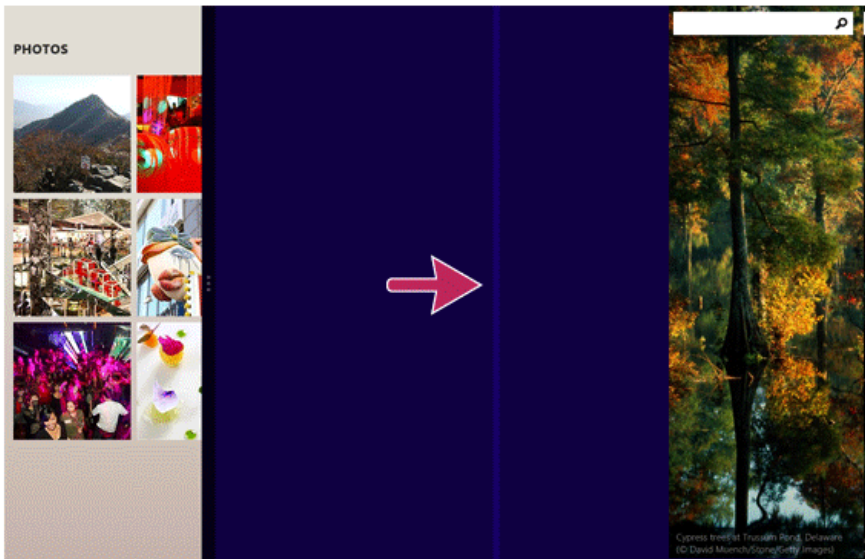 PHOTOS
Cypress trees at Trussum Pond, Delaware
(© David Muench/Stone/Getty Images)